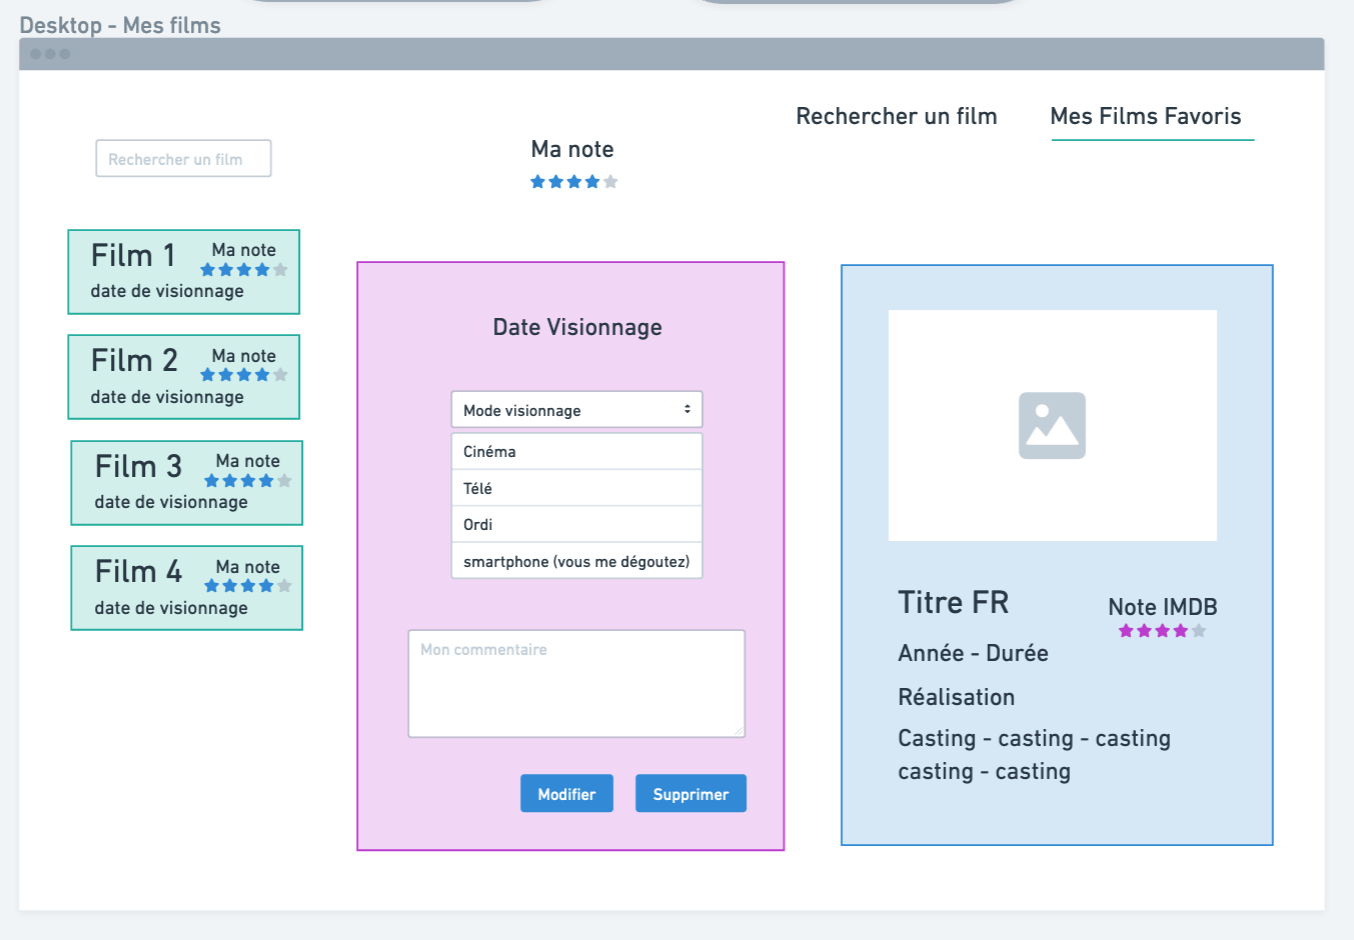 Desktop - Mes films
Rechercher un film
Mes Films Favoris
Rechercher un film
Ma note
Film 1
Ma note
date de visionnage
Film 2
Ma note
date de visionnage
Film 3
Ma note
date de visionnage
Film 4
Ma note
date de visionnage
Date Visionnage
Mode visionnage
Cinéma
Télé
Ordi
smartphone (vous me dégoutez)
Mon commentaire
Modifier
Supprimer
Titre FR
Note IMDB
Année - Durée
Réalisation
Casting - casting - casting
casting - casting